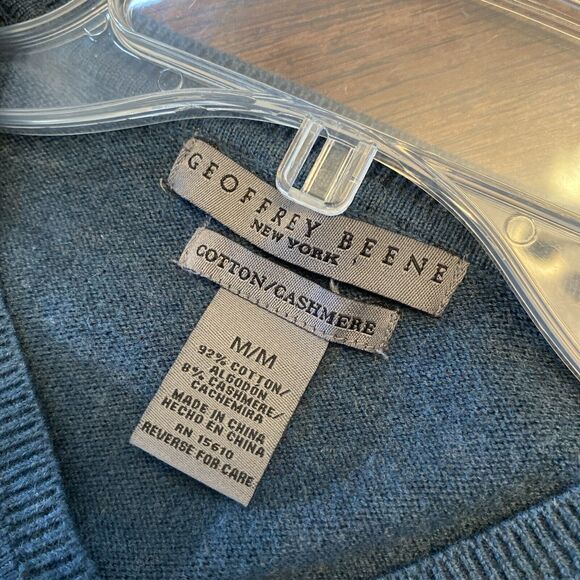 GEOFFREY BEENE
NEW YORK
COTTON/CASHMERE
M/M
92% COTTON/
ALGODON
8% CASHMERE/
CACHEMIRA
MADE IN CHINA
HECHO EN CHINA
RN 15610
REVERSE FOR CARE